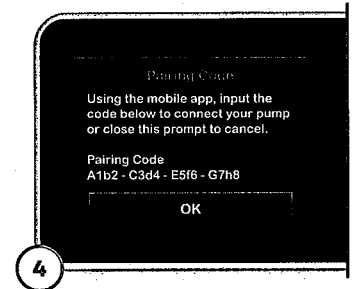 Pairing Code
Using the mobile app, input the
code below to connect your pump
or close this prompt to cancel.
Pairing Code
A1b2 - C3d4 - E5f6 - G7h8
OK
4